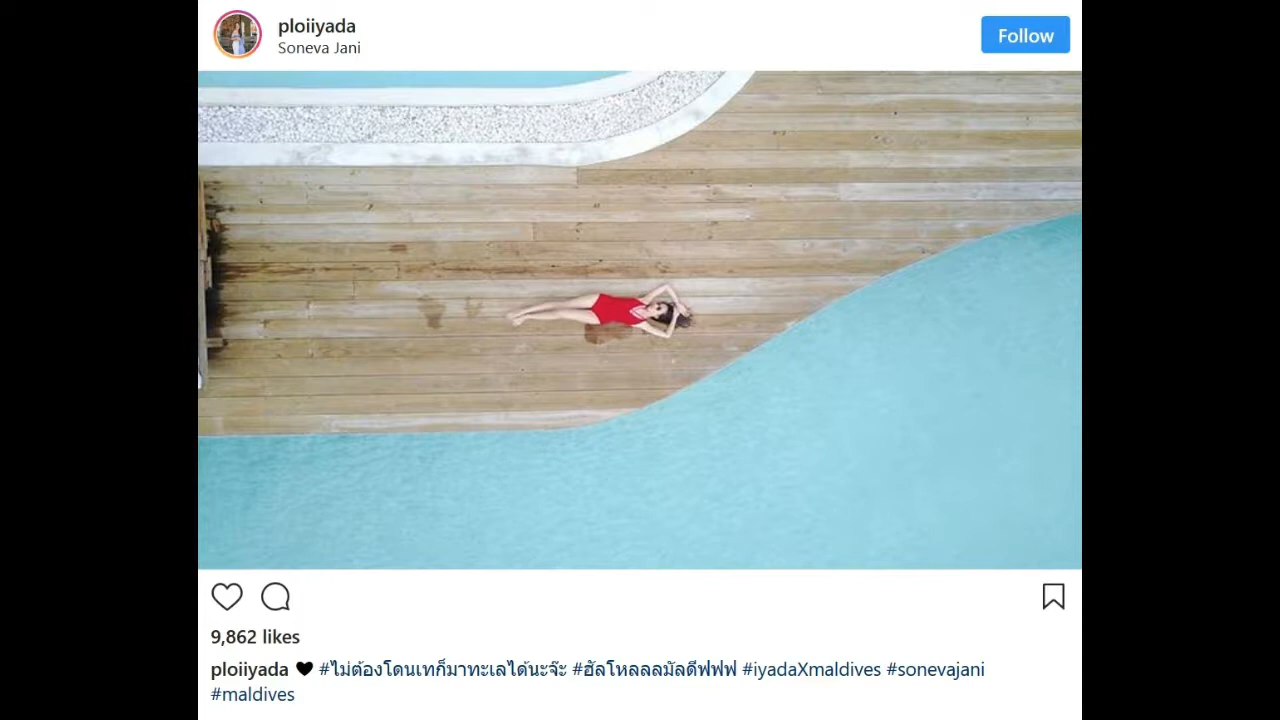 ploiiyada
Soneva Jani
Follow
9,862 likes
ploiiyada 🖤 #ไม่ต้องโดนเทก็มาทะเลได้นะจ๊ะ #ฮัลโหลลลมัลดีฟฟฟ #iyadaXmaldives #sonevajani
#maldives